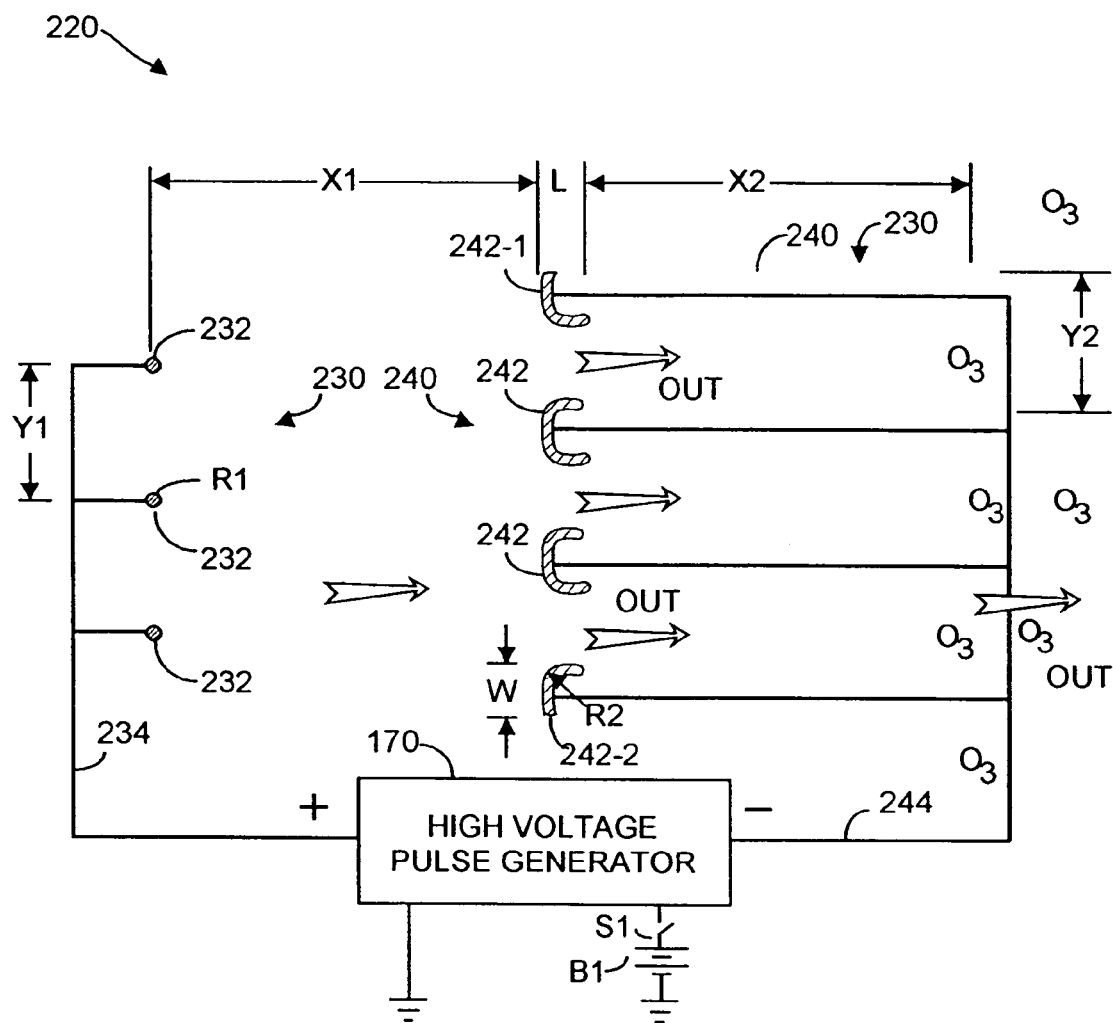 220
X1
L
X2
O3
242-1
240
230
232
Y2
230
240
242
OUT
O3
Y1
R1
232
242
O3
O3
OUT
O3
O3
OUT
232
W
R2
242-2
234
170
O3
244
+
−
HIGH VOLTAGE
PULSE GENERATOR
S1
B1